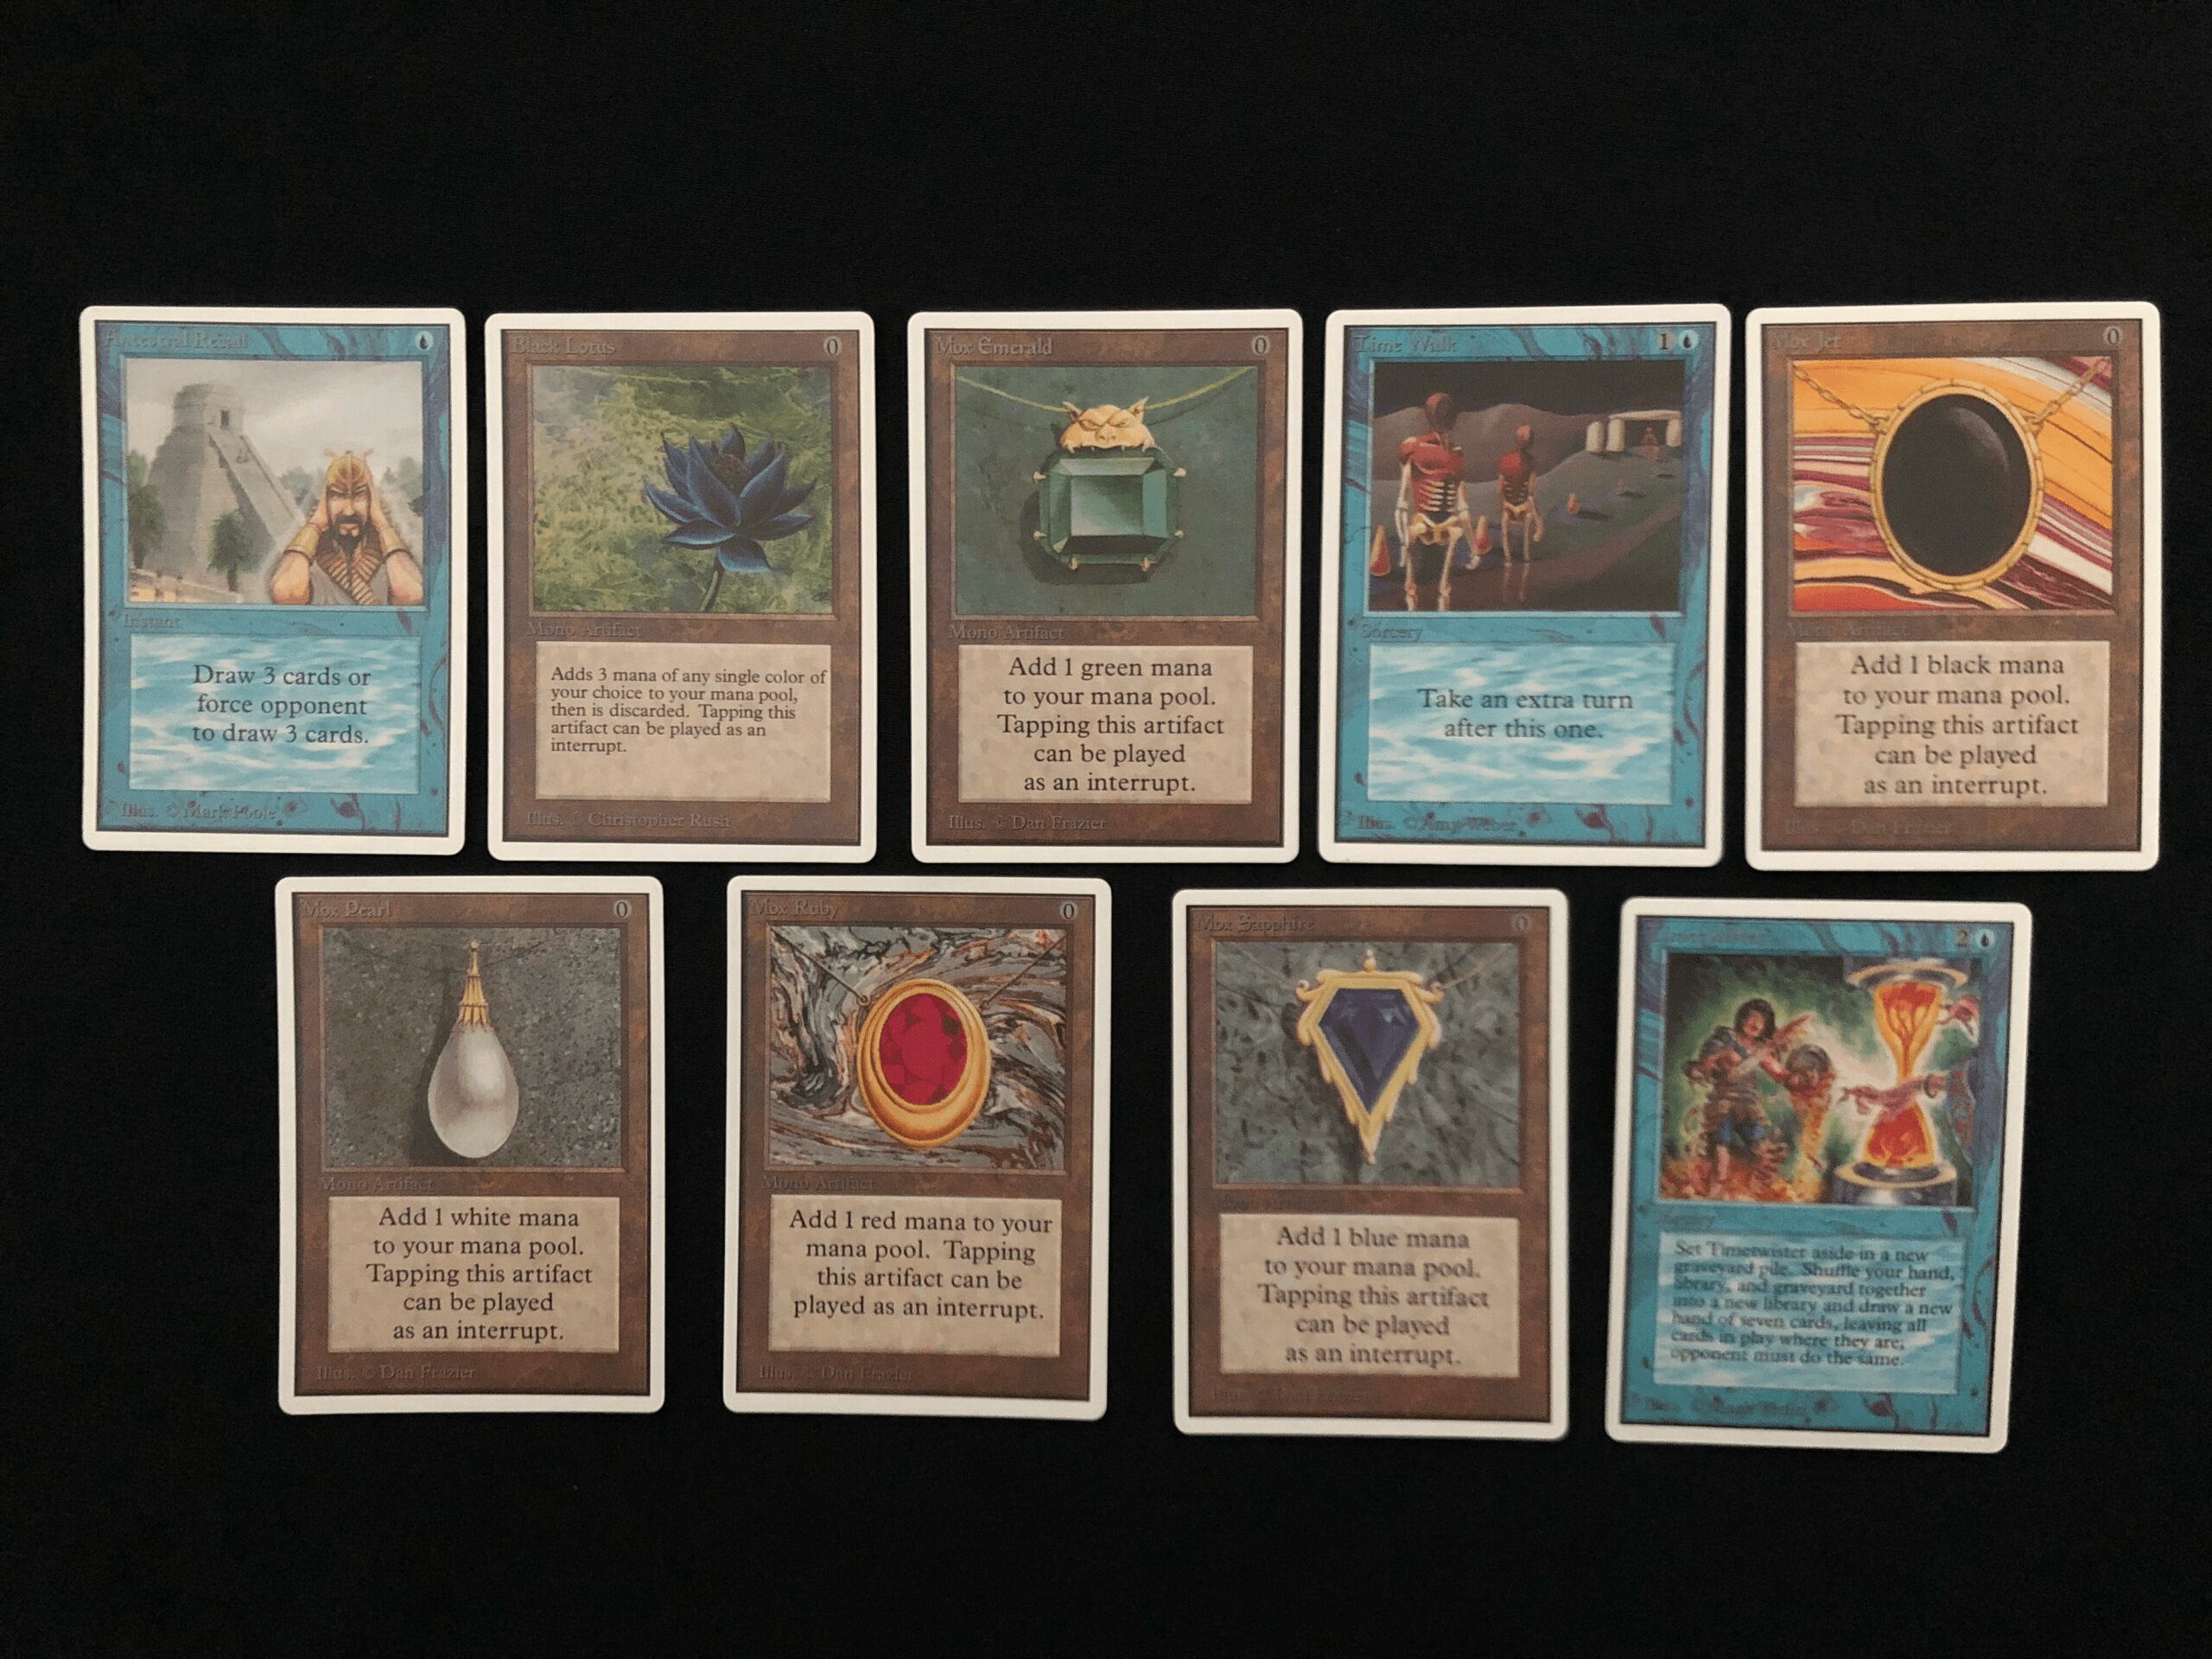 Ancestral Recall
Instant
Draw 3 cards or
force opponent
to draw 3 cards.
Illus. © Mark Poole
Black Lotus 0
Mono Artifact
Adds 3 mana of any single color of
your choice to your mana pool,
then is discarded. Tapping this
artifact can be played as an
interrupt.
Illus. © Christopher Rush
Mox Emerald 0
Mono Artifact
Add 1 green mana
to your mana pool.
Tapping this artifact
can be played
as an interrupt.
Illus. © Dan Frazier
Time Walk 1
Sorcery
Take an extra turn
after this one.
Illus. © Amy Weber
Mox Jet 0
Mono Artifact
Add 1 black mana
to your mana pool.
Tapping this artifact
can be played
as an interrupt.
Illus. © Dan Frazier
Mox Pearl 0
Mono Artifact
Add 1 white mana
to your mana pool.
Tapping this artifact
can be played
as an interrupt.
Illus. © Dan Frazier
Mox Ruby 0
Mono Artifact
Add 1 red mana to your
mana pool. Tapping
this artifact can be
played as an interrupt.
Illus. © Dan Frazier
Mox Sapphire 0
Add 1 blue mana
to your mana pool.
Tapping this artifact
can be played
as an interrupt.
2
Sorcery
Set Timetwister aside in a new
graveyard pile. Shuffle your hand,
library, and graveyard together
into a new library and draw a new
hand of seven cards, leaving all
cards in play where they are;
opponent must do the same.